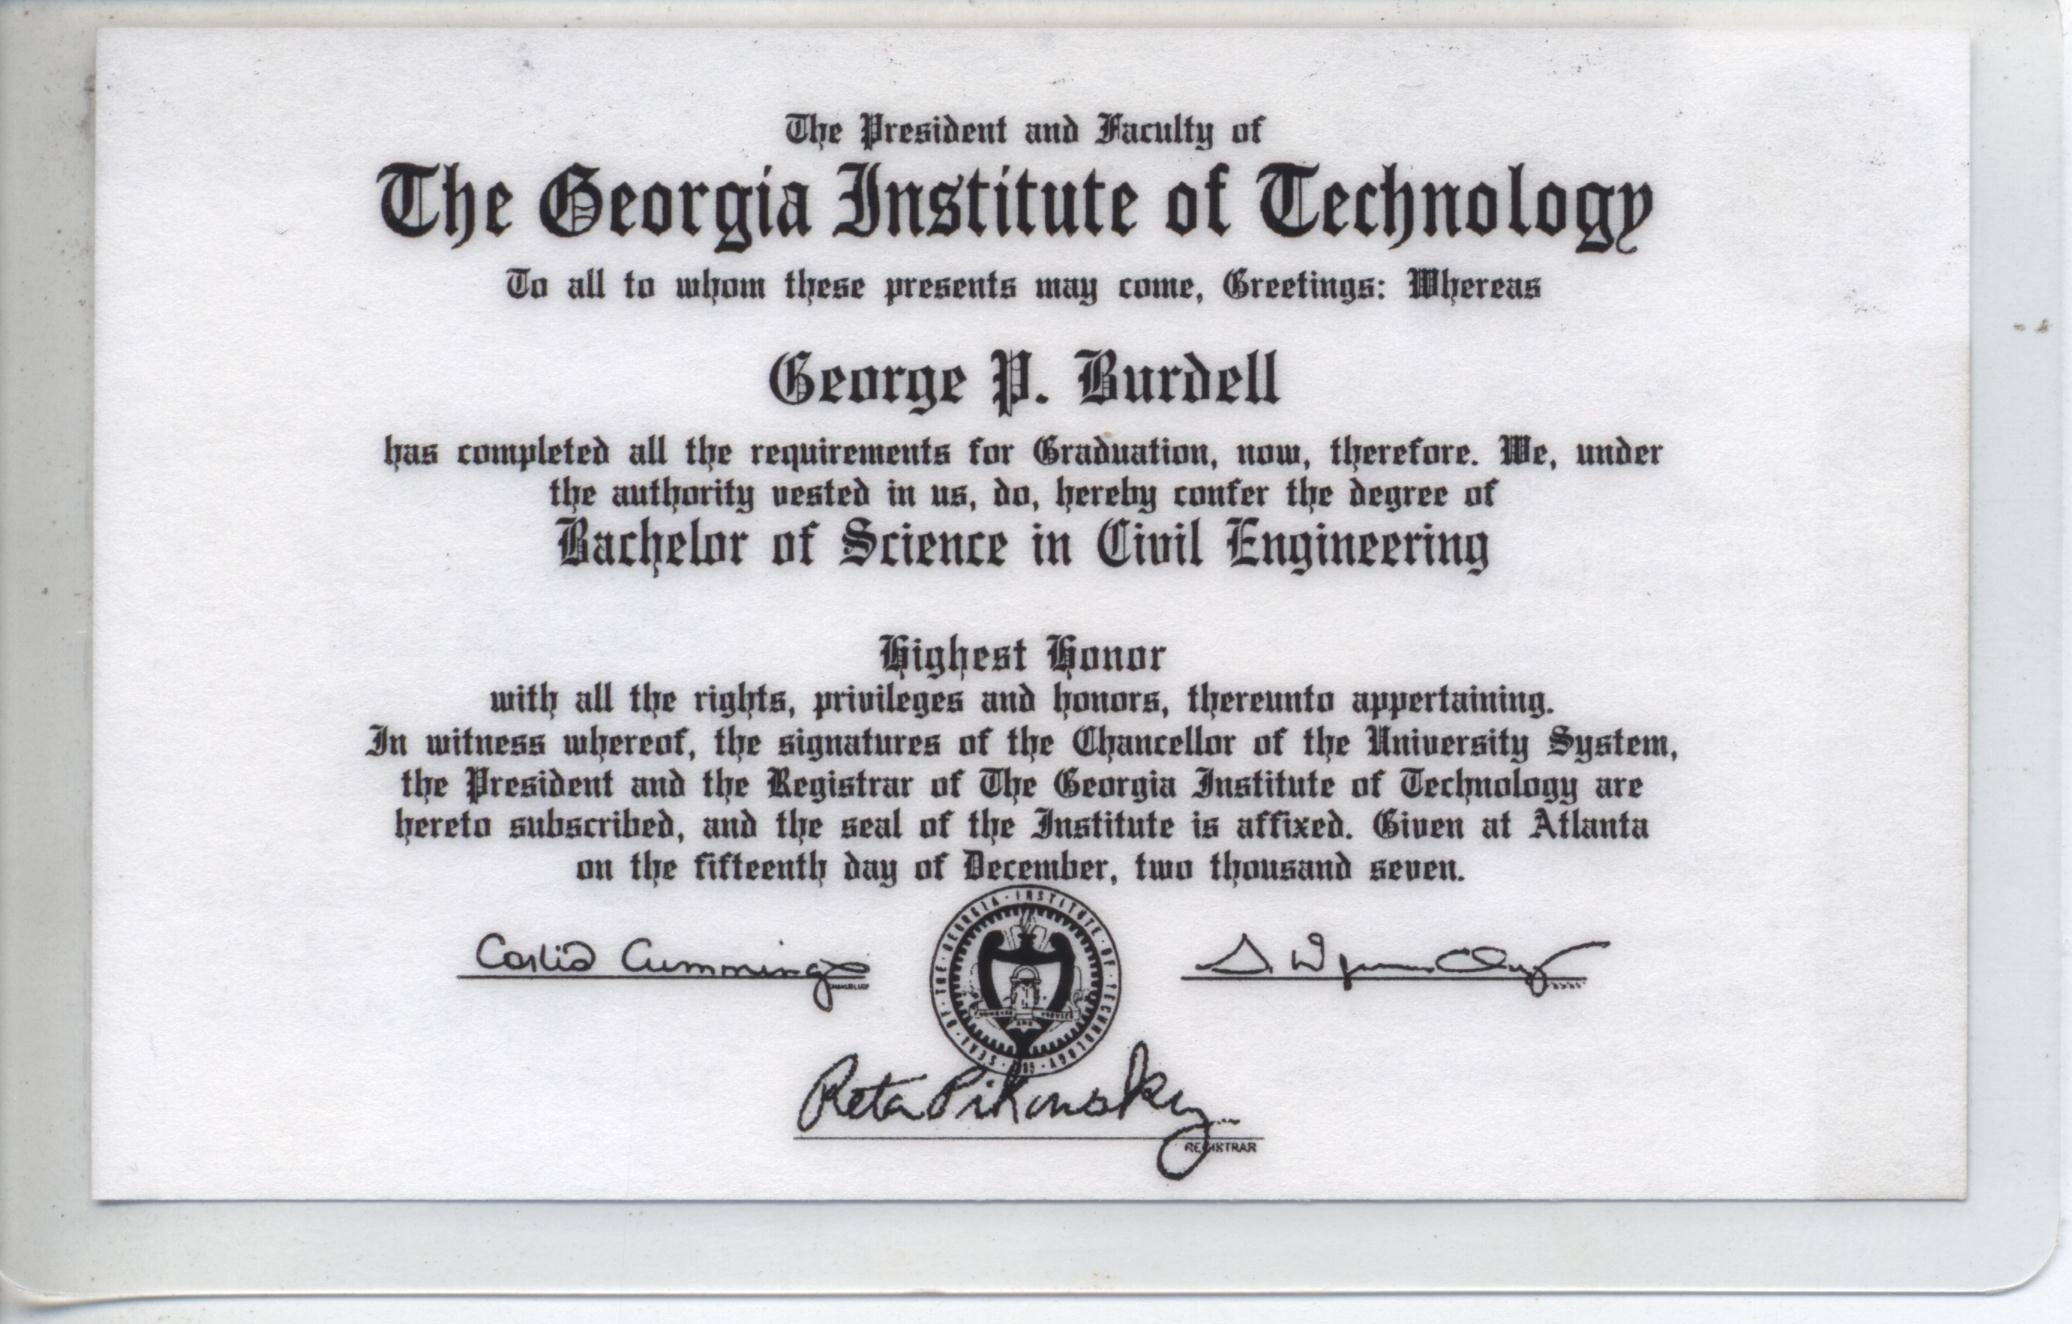 The President and Faculty of
The Georgia Institute of Technology
To all to whom these presents may come, Greetings: Whereas
George P. Burdell
has completed all the requirements for Graduation, now, therefore. We, under
the authority vested in us, do, hereby confer the degree of
Bachelor of Science in Civil Engineering
Highest Honor
with all the rights, privileges and honors, thereunto appertaining.
In witness whereof, the signatures of the Chancellor of the University System,
the President and the Registrar of The Georgia Institute of Technology are
hereto subscribed, and the seal of the Institute is affixed. Given at Atlanta
on the fifteenth day of December, two thousand seven.
SEAL · OF · THE · GEORGIA · INSTITUTE · OF · TECHNOLOGY
Cummings
Reta Pikowsky
REGISTRAR